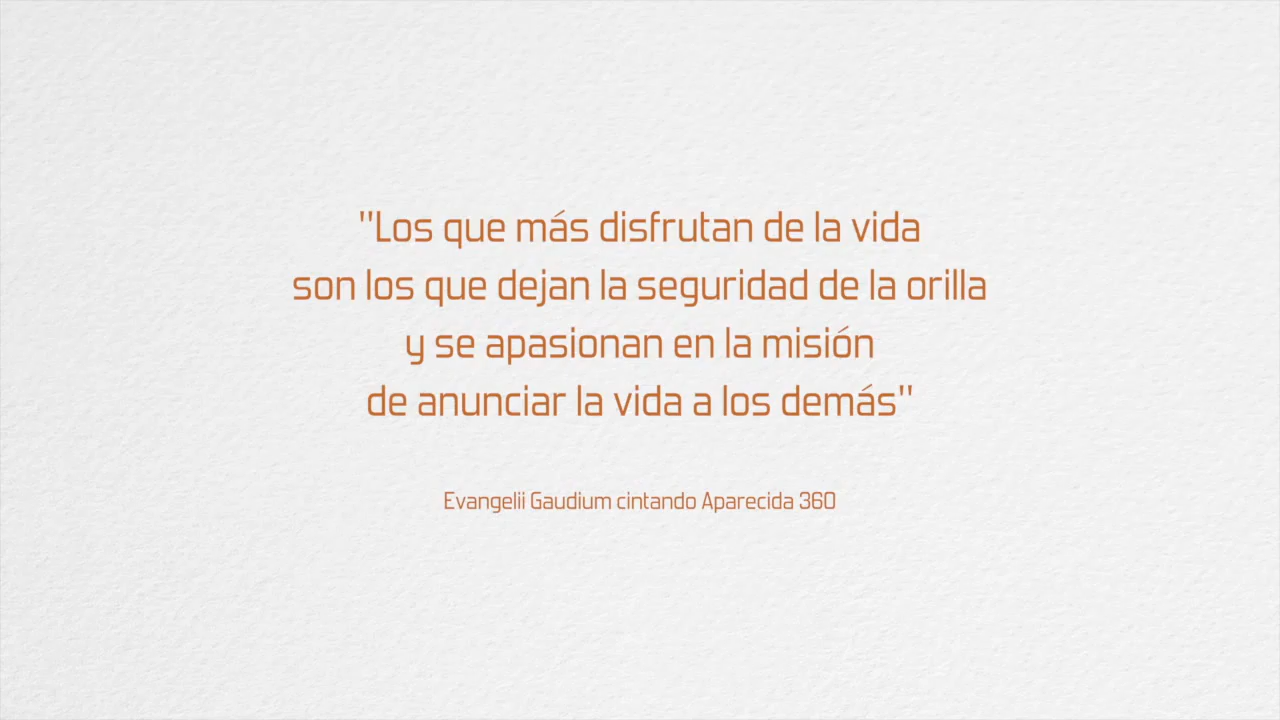 "Los que más disfrutan de la vida
son los que dejan la seguridad de la orilla
y se apasionan en la misión
de anunciar la vida a los demás"
Evangelii Gaudium cintando Aparecida 360